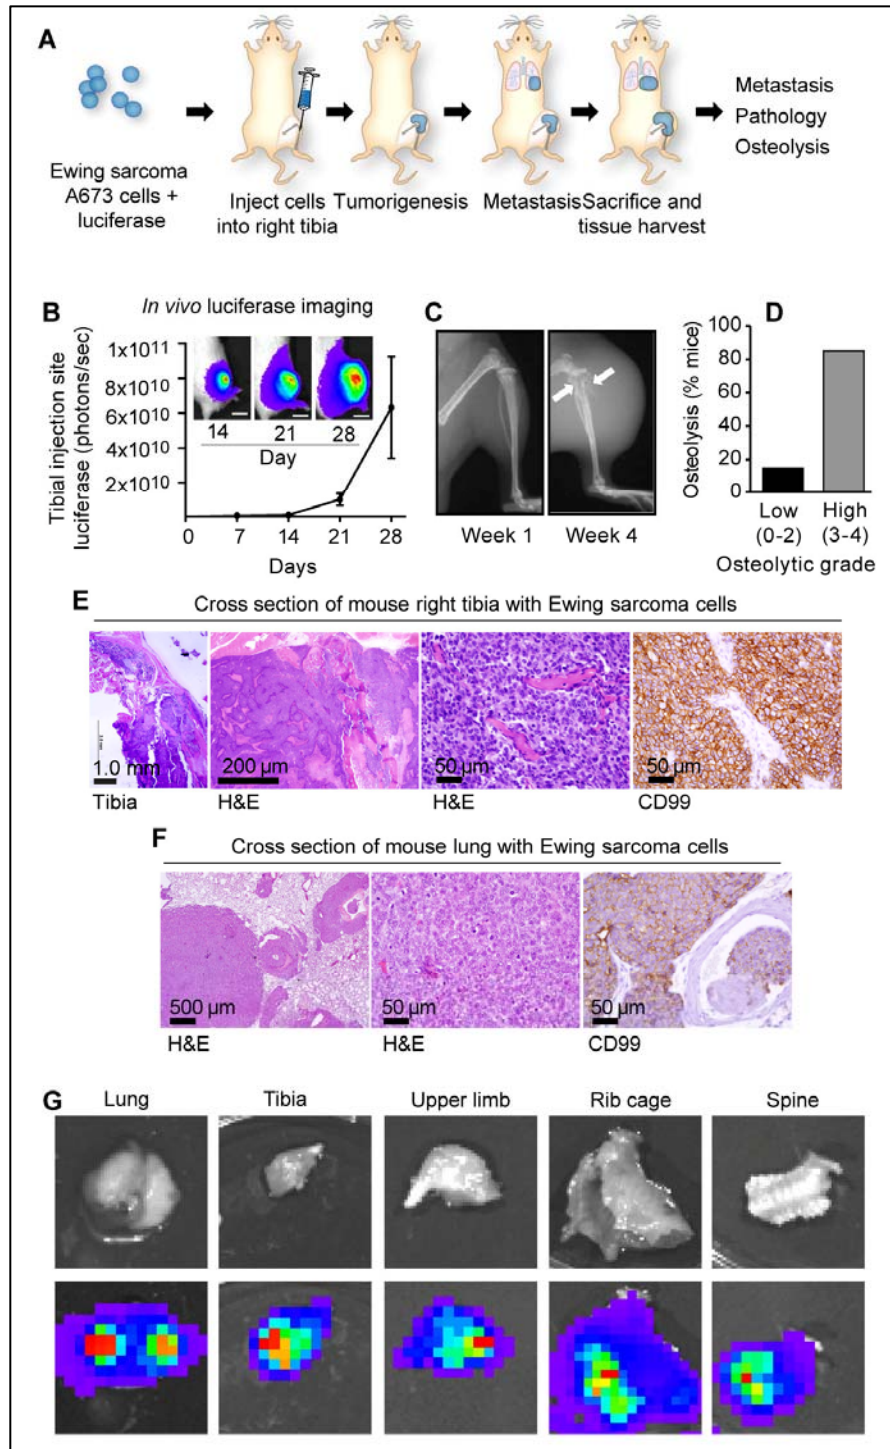 A
Ewing sarcoma
A673 cells +
luciferase
Inject cells
into right tibia
Tumorigenesis
Metastasis
Sacrifice and
tissue harvest
Metastasis
Pathology
Osteolysis
B
In vivo luciferase imaging
Tibial injection site
luciferase (photons/sec)
1x1011
8x1010
6x1010
4x1010
2x1010
14 21 28
Day
0 7 14 21 28
Days
C
Week 1
Week 4
D
Osteolysis (% mice)
100
80
60
40
20
0
Low
(0-2)
High
(3-4)
Osteolytic grade
E
Cross section of mouse right tibia with Ewing sarcoma cells
1.0 mm
200 µm
50 µm
50 µm
Tibia
H&E
H&E
CD99
F
Cross section of mouse lung with Ewing sarcoma cells
500 µm
50 µm
50 µm
H&E
H&E
CD99
G
Lung
Tibia
Upper limb
Rib cage
Spine